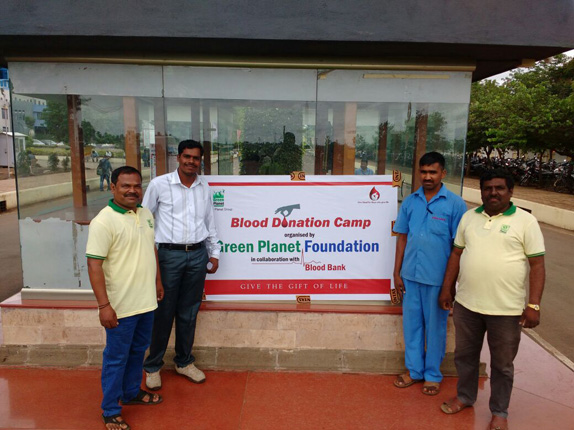 Blood Donation Camp
organised by
Green Planet Foundation
in collaboration with
Blood Bank
GIVE THE GIFT OF LIFE